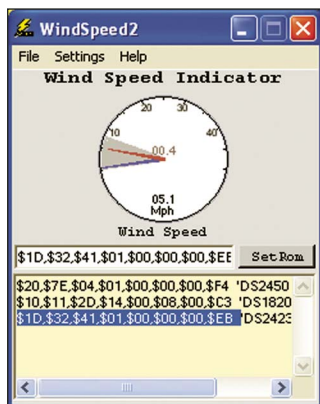 WindSpeed2
File Settings Help
Wind Speed Indicator
10 20 30 40
00.4
05.1
Mph
Wind Speed
$1D,$32,$41,$01,$00,$00,$00,$EB SetRom
$20,$7E,$04,$01,$00,$00,$00,$F4 'DS2450
$10,$11,$2D,$14,$00,$08,$00,$C3 'DS1820
$1D,$32,$41,$01,$00,$00,$00,$EB 'DS2423